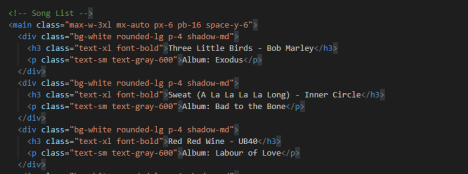 <!-- Song List -->
<main class="max-w-3xl mx-auto px-6 pb-16 space-y-6">
<div class="bg-white rounded-lg p-4 shadow-md">
<h3 class="text-xl font-bold">Three Little Birds - Bob Marley</h3>
<p class="text-sm text-gray-600">Album: Exodus</p>
</div>
<div class="bg-white rounded-lg p-4 shadow-md">
<h3 class="text-xl font-bold">Sweat (A La La La La Long) - Inner Circle</h3>
<p class="text-sm text-gray-600">Album: Bad to the Bone</p>
</div>
<div class="bg-white rounded-lg p-4 shadow-md">
<h3 class="text-xl font-bold">Red Red Wine - UB40</h3>
<p class="text-sm text-gray-600">Album: Labour of Love</p>
</div>